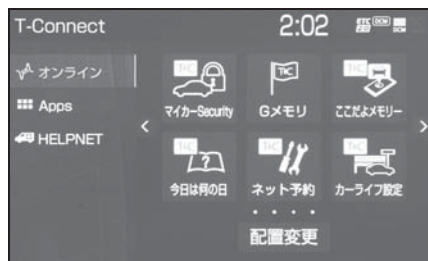 T-Connect
2:02
ETC
DCM
オンライン
Apps
HELPNET
マイカーSecurity
Gメモリ
ここだよメモリー
今日は何の日
ネット予約
カーライフ設定
配置変更